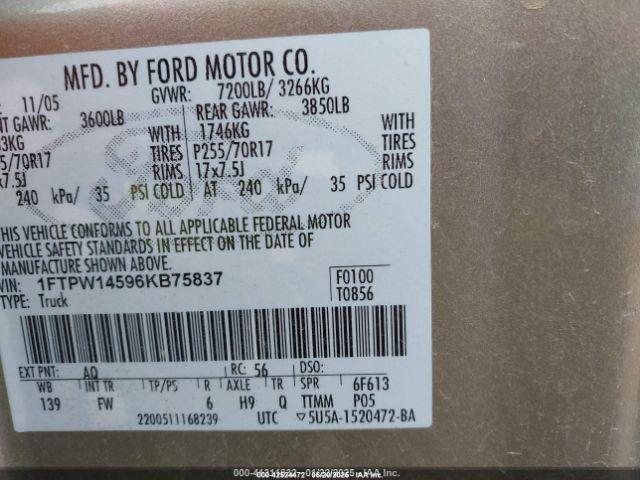 MFD. BY FORD MOTOR CO.
11/05 GVWR: 7200LB/ 3266KG
NT GAWR: 3600LB REAR GAWR: 3850LB
3KG WITH 1746KG WITH
5/70R17 TIRES P255/70R17 TIRES
x7.5J RIMS 17x7.5J RIMS
240 kPa/ 35 PSI COLD AT 240 kPa/ 35 PSI COLD
Ford
THIS VEHICLE CONFORMS TO ALL APPLICABLE FEDERAL MOTOR
VEHICLE SAFETY STANDARDS IN EFFECT ON THE DATE OF
MANUFACTURE SHOWN ABOVE.
VIN: 1FTPW14596KB75837 F0100
TYPE: Truck T0856
EXT PNT: AQ RC: 56 DSO:
WB INT TR TP/PS R AXLE TR SPR 6F613
139 FW 6 H9 Q TTMM P05
2200511168239 UTC ▽5U5A-1520472-BA